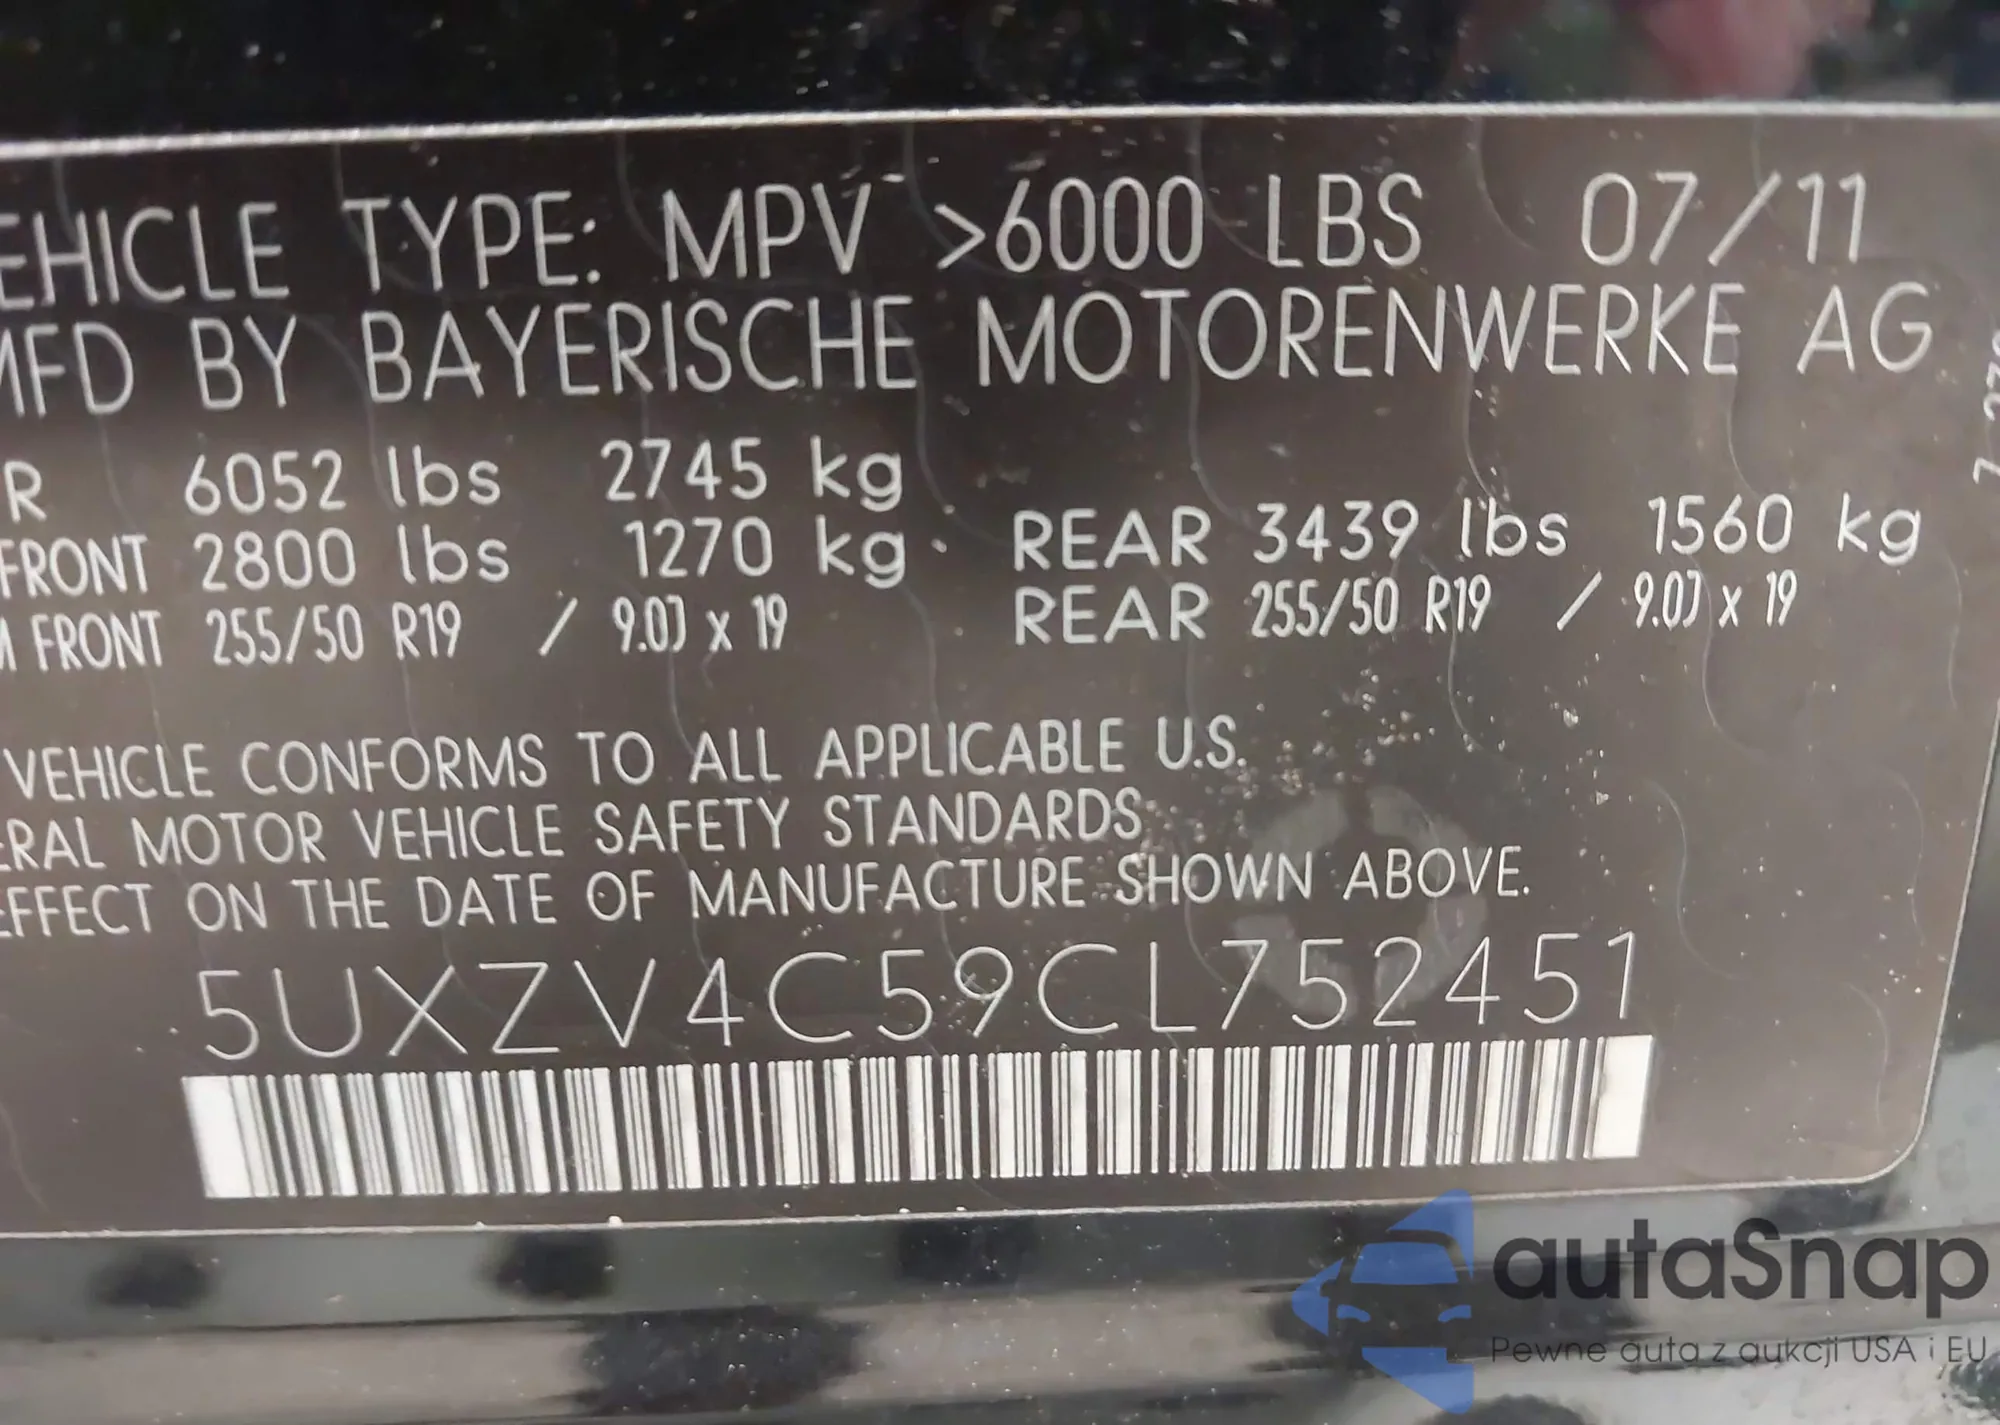 EHICLE TYPE: MPV >6000 LBS 07/11
MFD BY BAYERISCHE MOTORENWERKE AG
R 6052 lbs 2745 kg
FRONT 2800 lbs 1270 kg REAR 3439 lbs 1560 kg
M FRONT 255/50 R19 / 9.0J x 19 REAR 255/50 R19 / 9.0J x 19
VEHICLE CONFORMS TO ALL APPLICABLE U.S.
ERAL MOTOR VEHICLE SAFETY STANDARDS
EFFECT ON THE DATE OF MANUFACTURE SHOWN ABOVE.
5UXZV4C59CL752451
autaSnap
Pewne auta z aukcji USA i EU